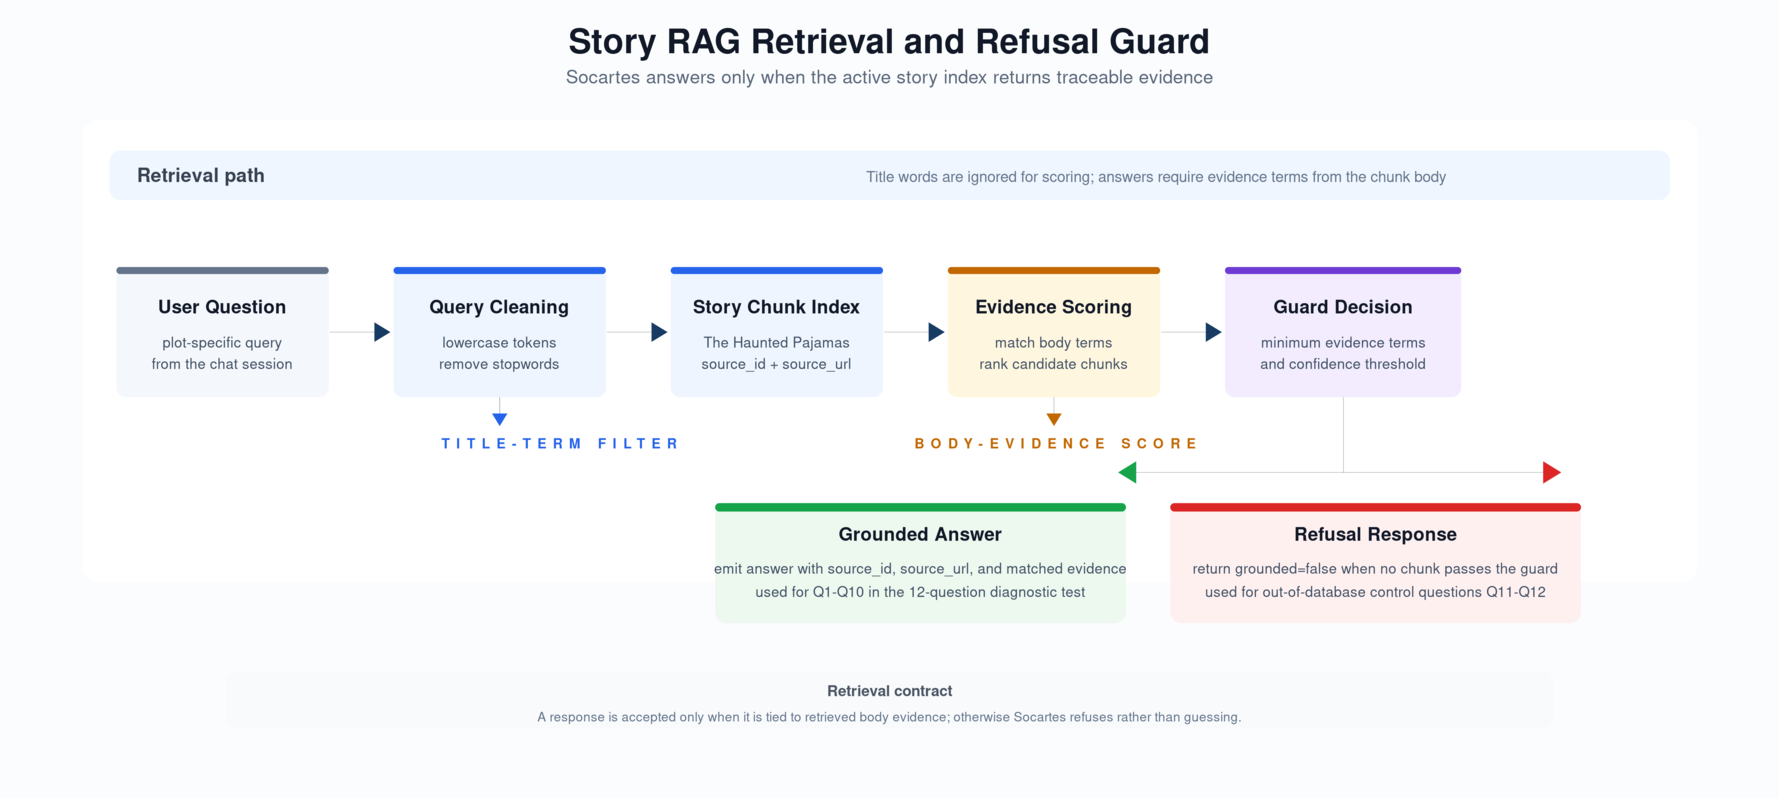 Story RAG Retrieval and Refusal Guard
Socartes answers only when the active story index returns traceable evidence
Retrieval path
Title words are ignored for scoring; answers require evidence terms from the chunk body
User Question
plot-specific query
from the chat session
Query Cleaning
lowercase tokens
remove stopwords
Story Chunk Index
The Haunted Pajamas
source_id + source_url
Evidence Scoring
match body terms
rank candidate chunks
Guard Decision
minimum evidence terms
and confidence threshold
TITLE-TERM FILTER
BODY-EVIDENCE SCORE
Grounded Answer
emit answer with source_id, source_url, and matched evidence
used for Q1-Q10 in the 12-question diagnostic test
Refusal Response
return grounded=false when no chunk passes the guard
used for out-of-database control questions Q11-Q12
Retrieval contract
A response is accepted only when it is tied to retrieved body evidence; otherwise Socartes refuses rather than guessing.